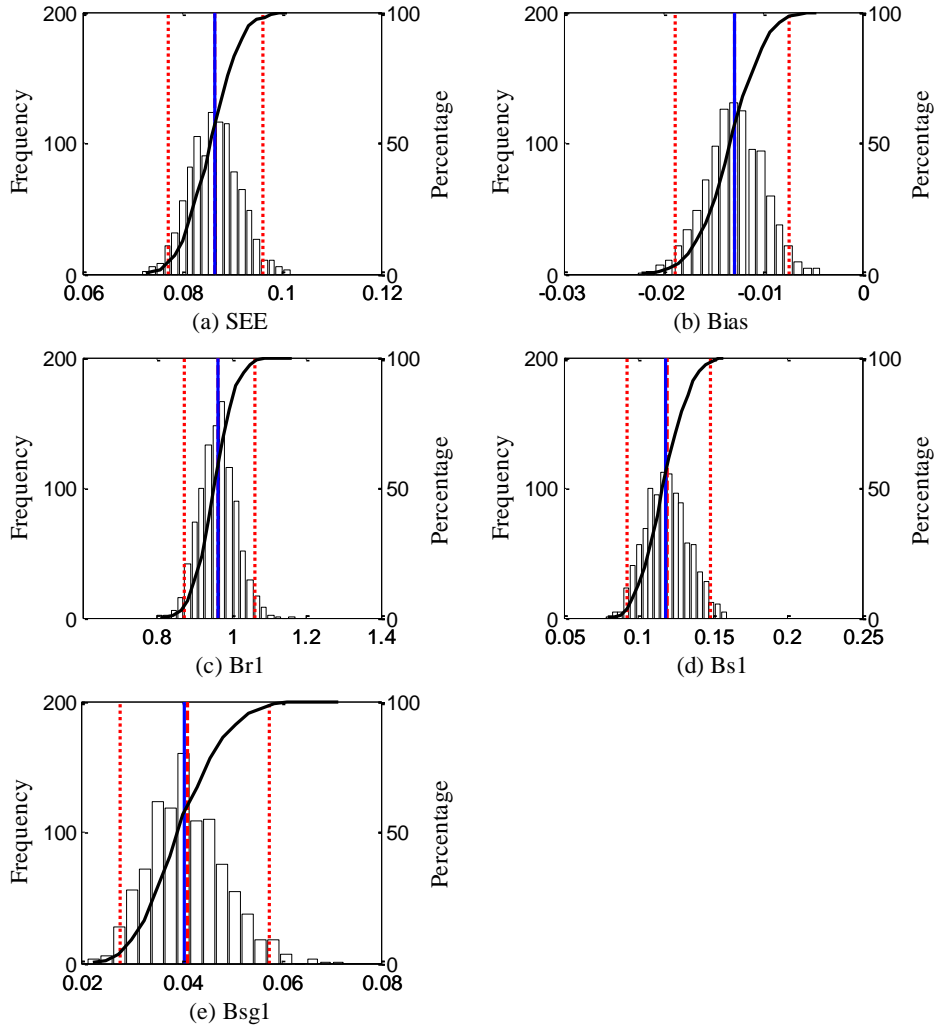 200
100
0
Frequency
100
50
0
Percentage
0.06 0.08 0.1 0.12
(a) SEE
200
100
0
Frequency
100
50
0
Percentage
-0.03 -0.02 -0.01 0
(b) Bias
200
100
0
Frequency
100
50
0
Percentage
0.8 1 1.2 1.4
(c) Br1
200
100
0
Frequency
100
50
0
Percentage
0.05 0.1 0.15 0.2 0.25
(d) Bs1
200
100
0
Frequency
100
50
0
Percentage
0.02 0.04 0.06 0.08
(e) Bsg1